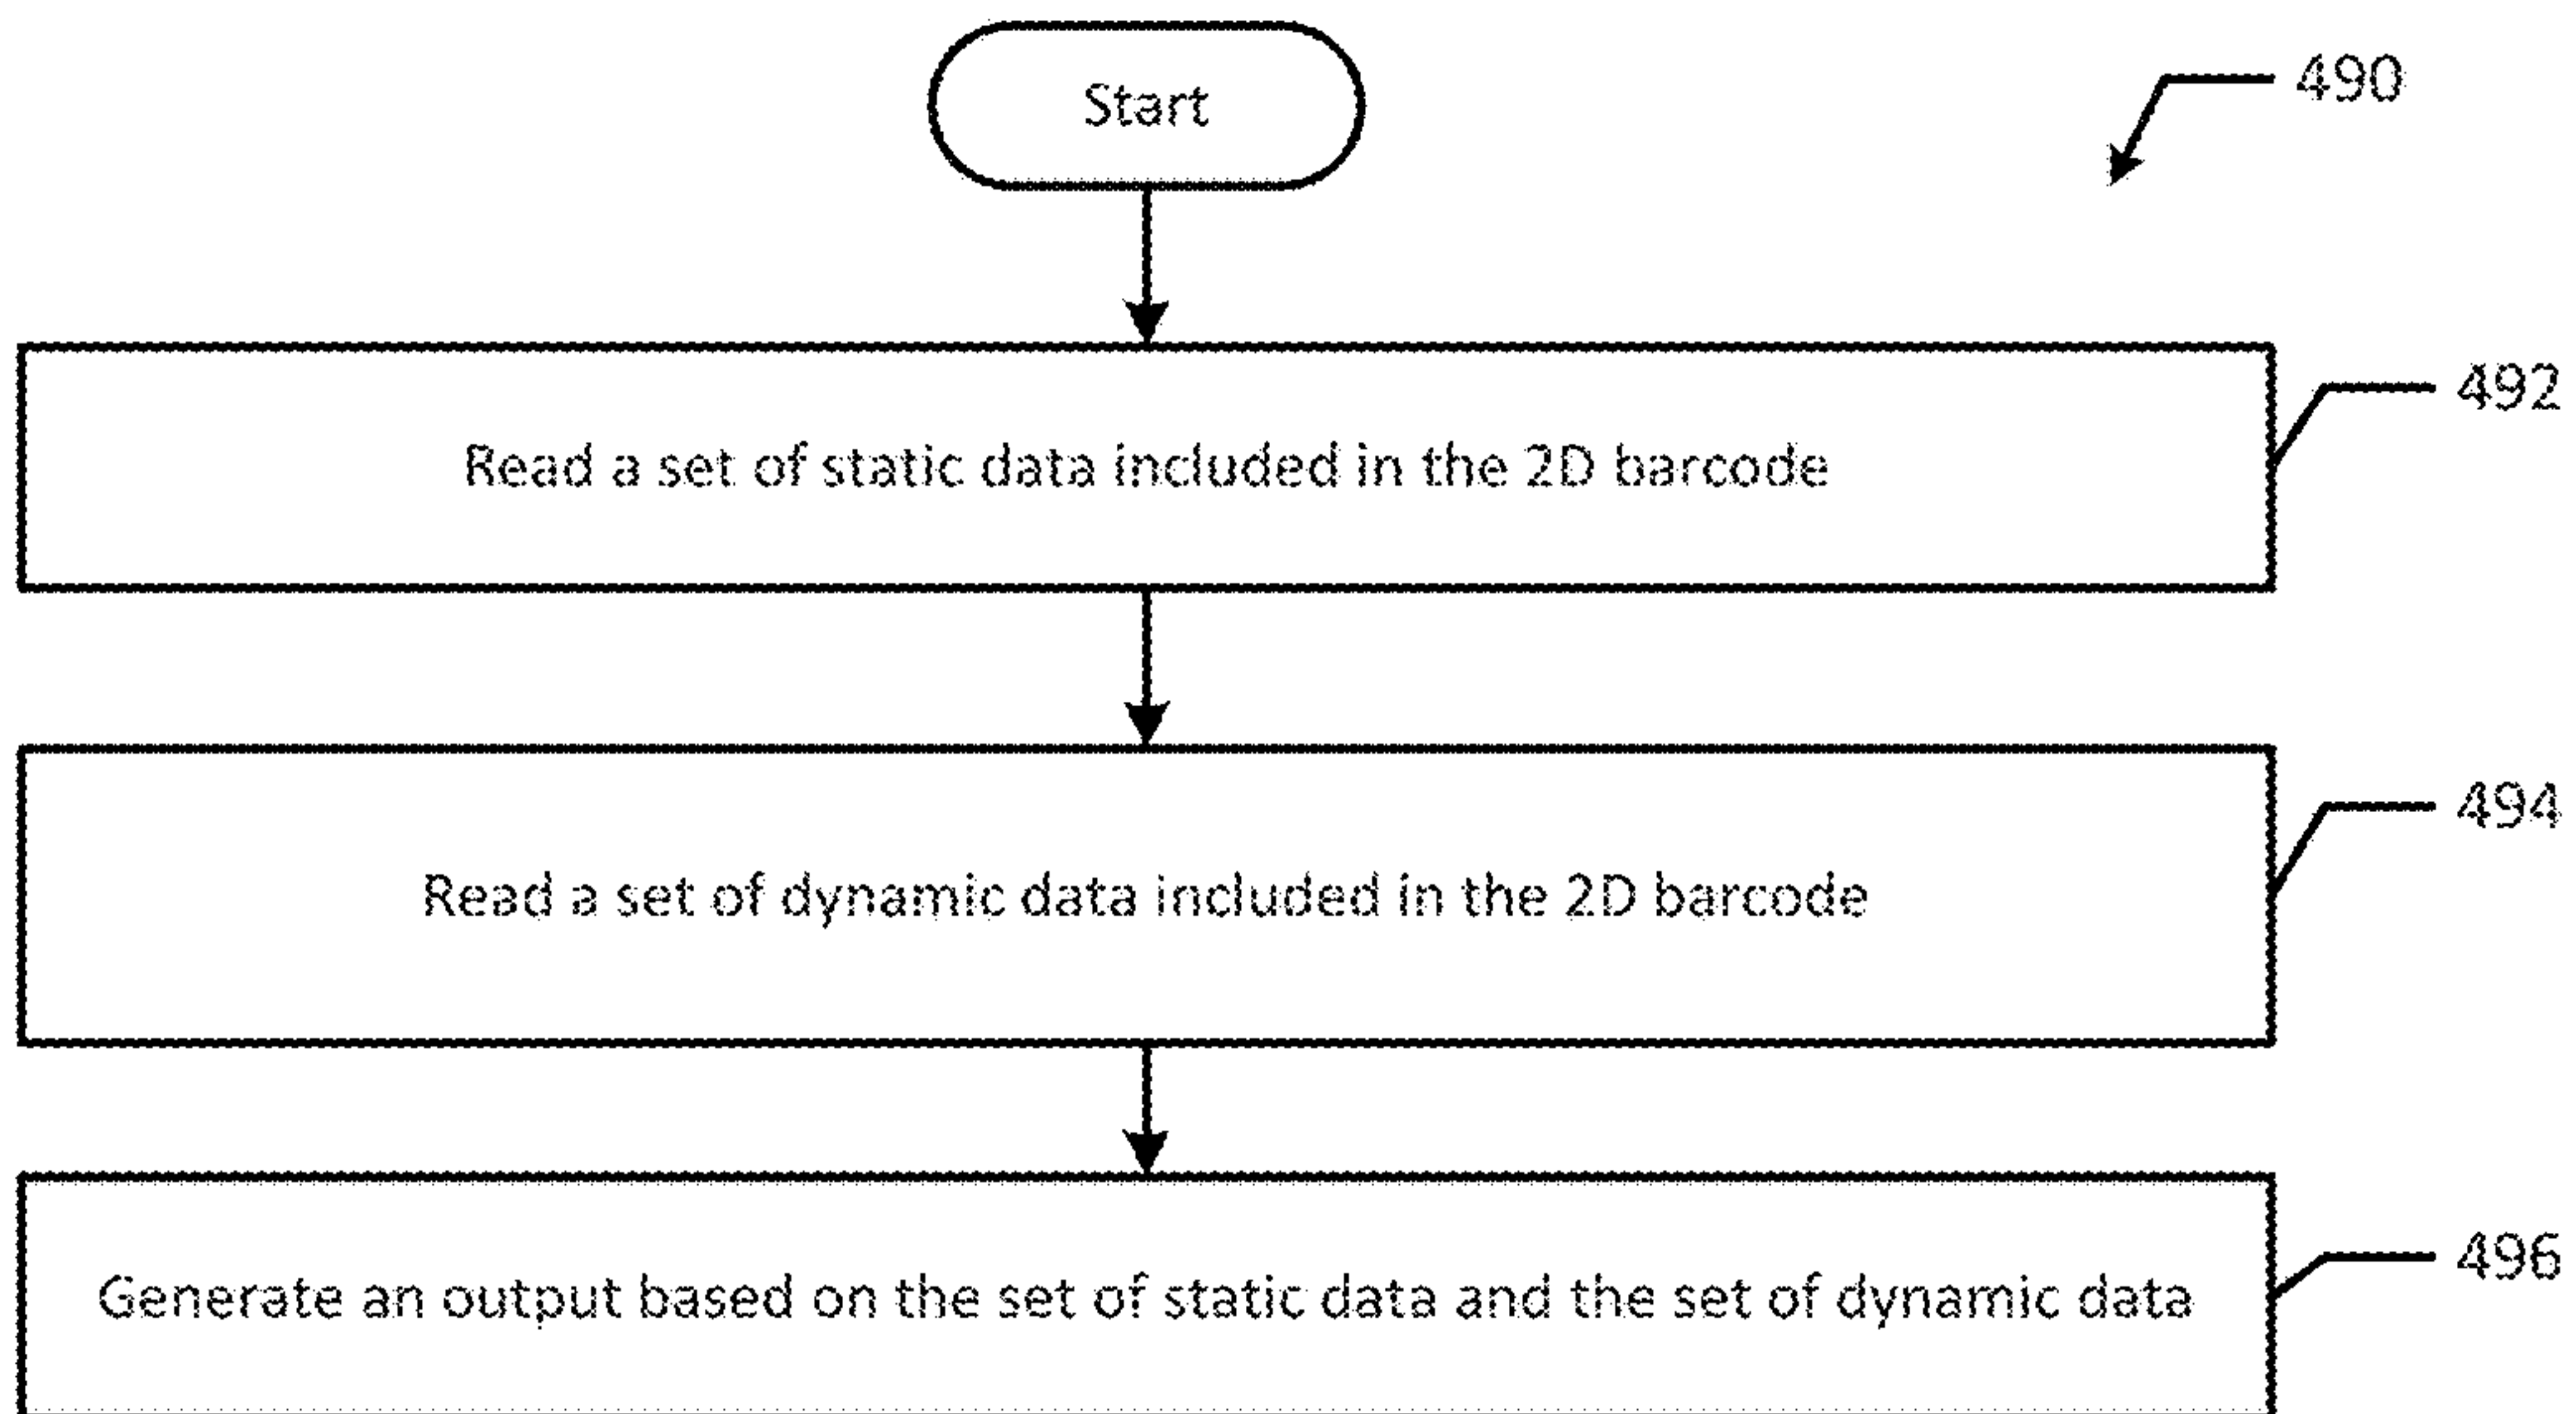 Start
490
Read a set of static data included in the 2D barcode
492
Read a set of dynamic data included in the 2D barcode
494
Generate an output based on the set of static data and the set of dynamic data
496